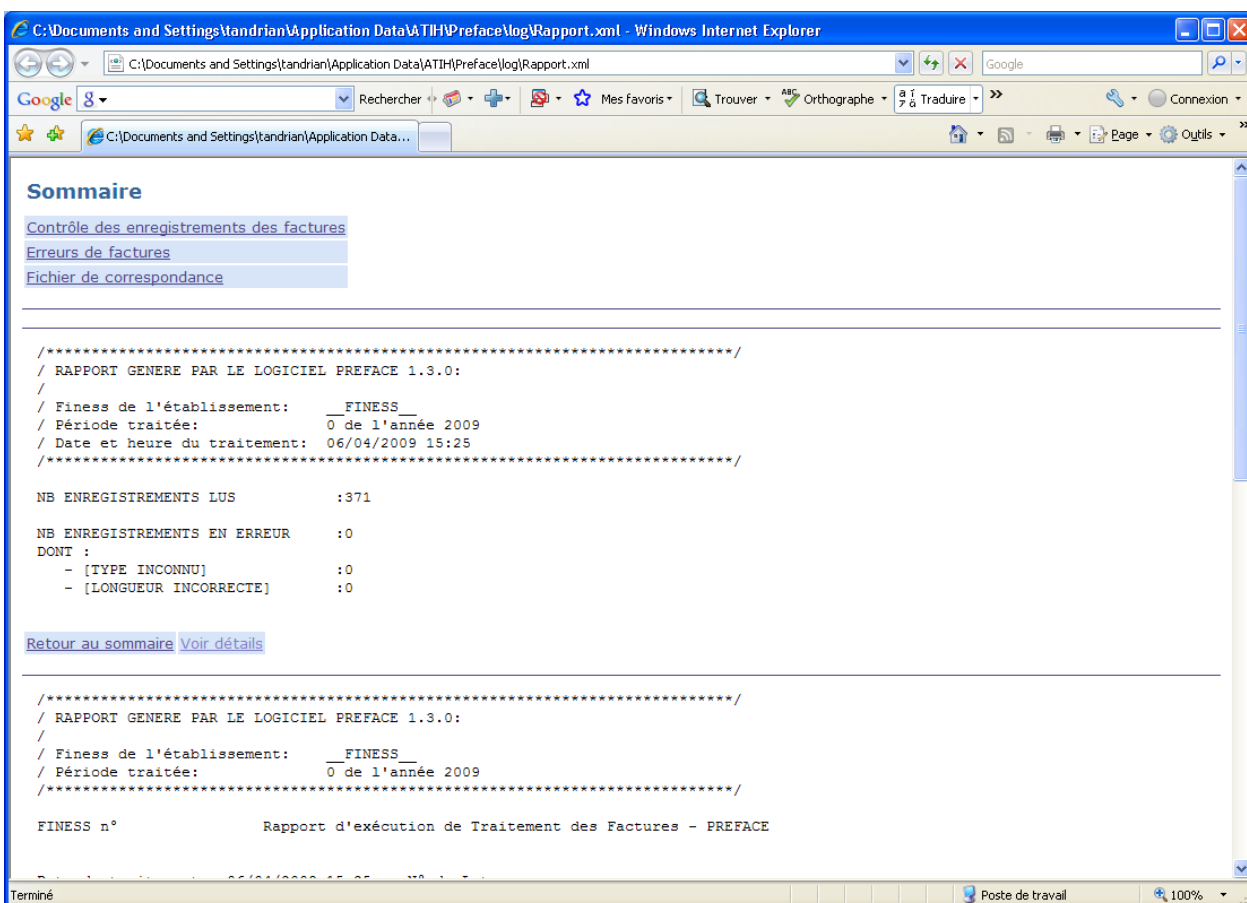 C:\Documents and Settings\tandrian\Application Data\ATIH\Preface\log\Rapport.xml - Windows Internet Explorer
C:\Documents and Settings\tandrian\Application Data\ATIH\Preface\log\Rapport.xml
Google
Google
Rechercher
Mes favoris
Trouver
ABC
Orthographe
Traduire
»
Connexion
C:\Documents and Settings\tandrian\Application Data...
Page
Outils
»
Sommaire
Contrôle des enregistrements des factures
Erreurs de factures
Fichier de correspondance
/****************************************************************************/
/ RAPPORT GENERE PAR LE LOGICIEL PREFACE 1.3.0:
/
/ Finess de l'établissement: __FINESS__
/ Période traitée: 0 de l'année 2009
/ Date et heure du traitement: 06/04/2009 15:25
/****************************************************************************/
NB ENREGISTREMENTS LUS :371
NB ENREGISTREMENTS EN ERREUR :0
DONT :
- [TYPE INCONNU] :0
- [LONGUEUR INCORRECTE] :0
Retour au sommaire Voir détails
/****************************************************************************/
/ RAPPORT GENERE PAR LE LOGICIEL PREFACE 1.3.0:
/
/ Finess de l'établissement: __FINESS__
/ Période traitée: 0 de l'année 2009
/****************************************************************************/
FINESS n° Rapport d'exécution de Traitement des Factures - PREFACE
Terminé
Poste de travail
100%